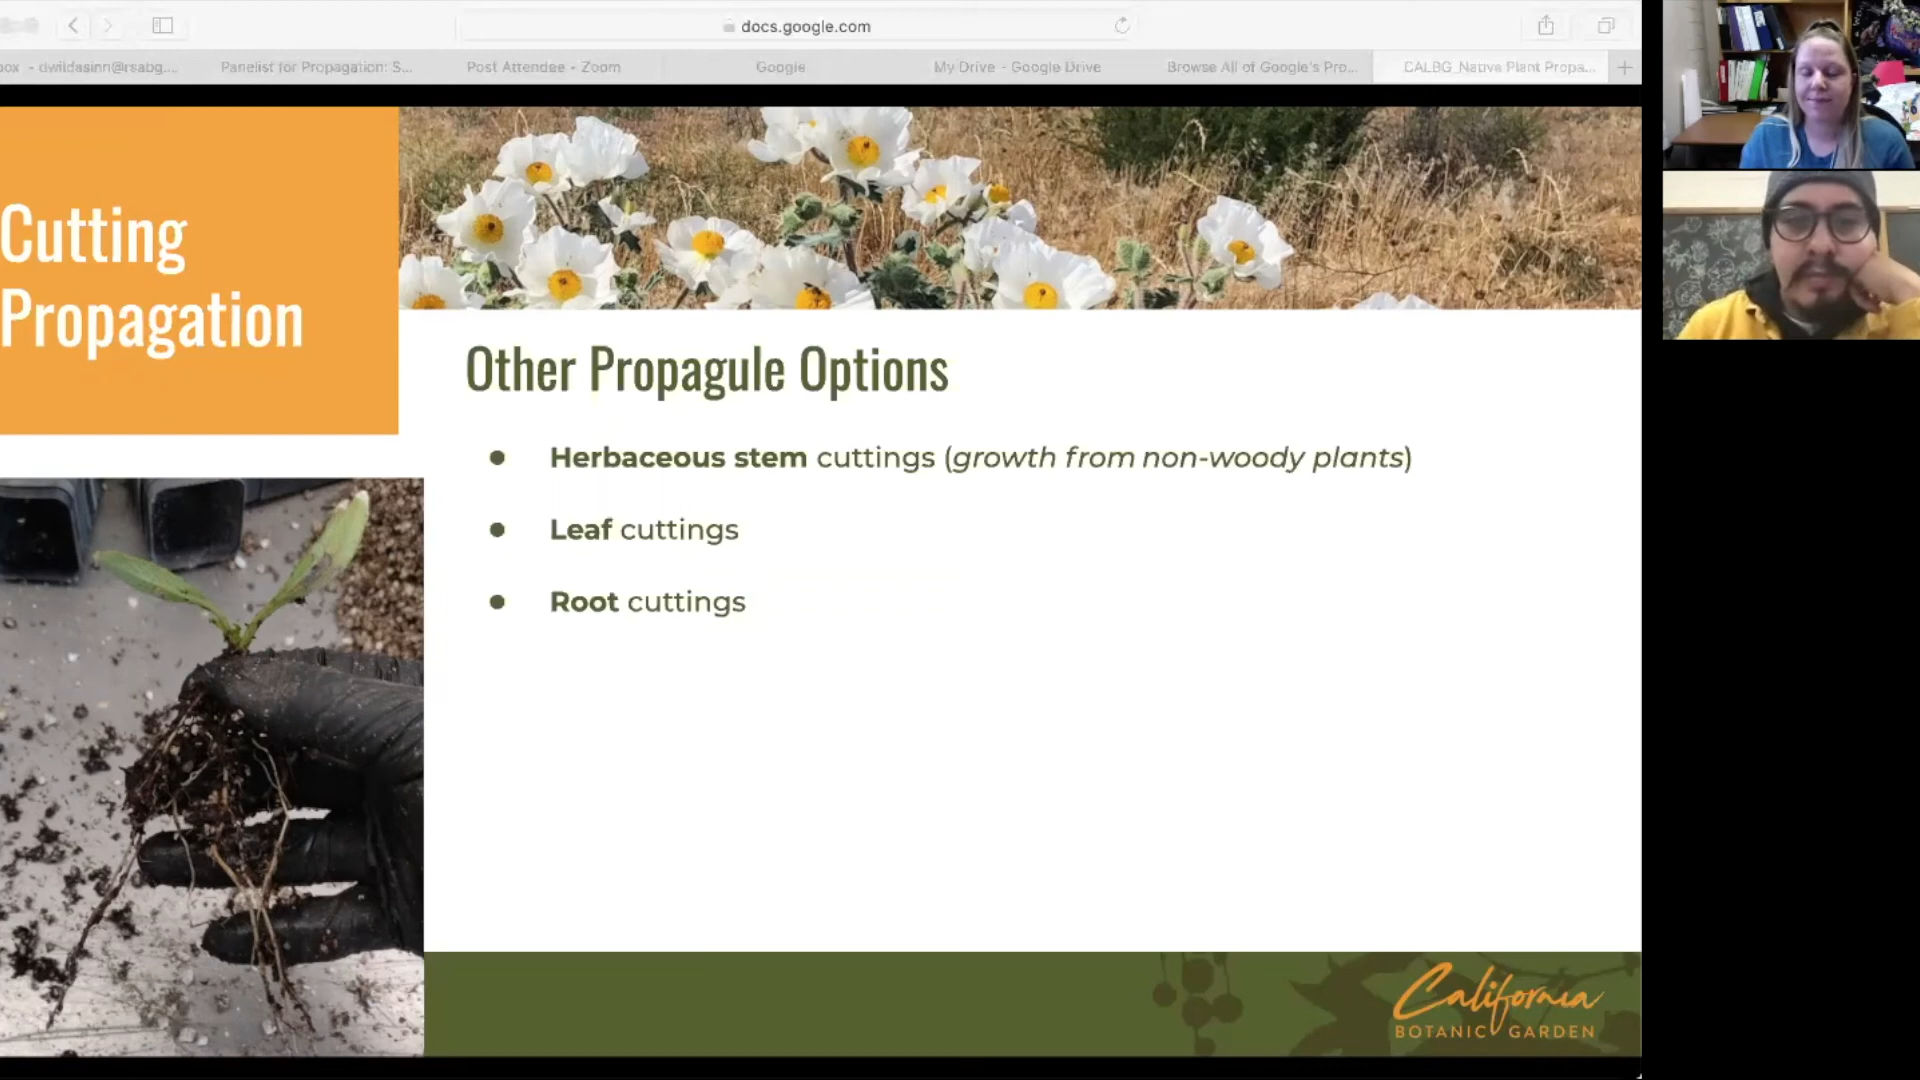 docs.google.com
box - dwildasinn@rsabg....
Panelist for Propagation: S...
Post Attendee - Zoom
Google
My Drive - Google Drive
Browse All of Google's Pro...
CALBG_Native Plant Propa...
Cutting
Propagation
Other Propagule Options
● Herbaceous stem cuttings (growth from non-woody plants)
● Leaf cuttings
● Root cuttings
California
BOTANIC GARDEN